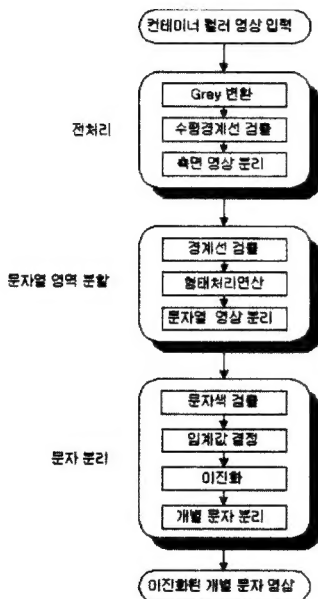 컨테이너 컬러 영상 입력
전처리
Gray 변환
수평경계선 검출
측면 영상 분리
문자열 영역 분할
경계선 검출
형태처리연산
문자열 영상 분리
문자 분리
문자색 검출
임계값 결정
이진화
개별 문자 분리
이진화된 개별 문자 영상